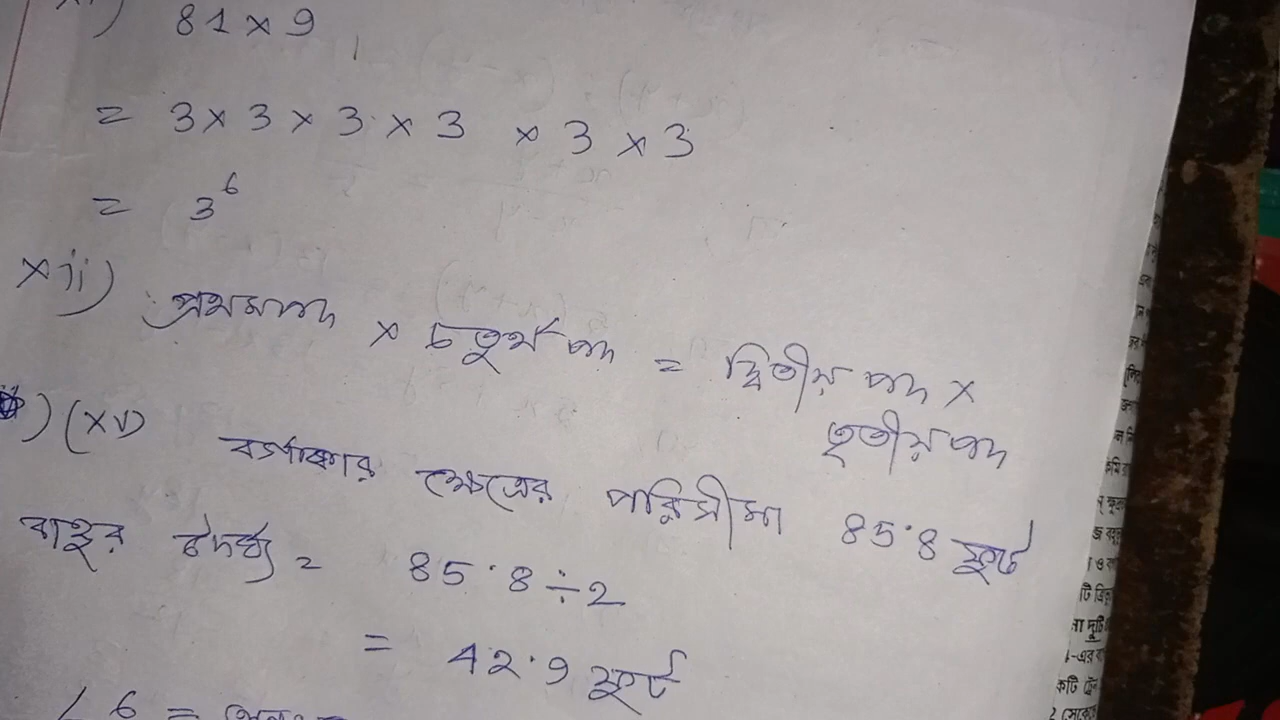 81 × 9
= 3 × 3 × 3 × 3 × 3 × 3
= 3⁶
xii) প্রথমপদ × চতুর্থ পদ = দ্বিতীয় পদ ×
তৃতীয় পদ
(xv) বর্গাকার ক্ষেত্রের পরিসীমা 85.8 ফুট
বাহুর দৈর্ঘ্য = 85.8 ÷ 2
= 42.9 ফুট